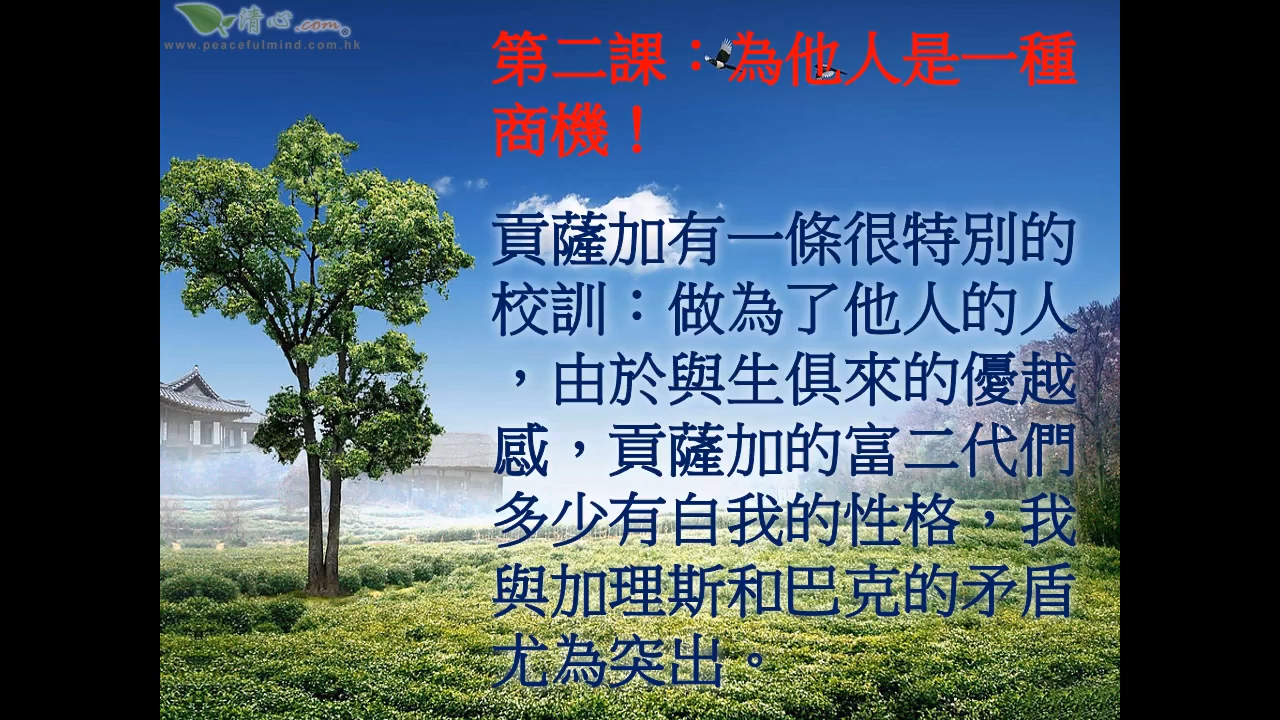 清心.com
www.peacefulmind.com.hk
第二課：為他人是一種
商機！
貢薩加有一條很特別的
校訓：做為了他人的人
，由於與生俱來的優越
感，貢薩加的富二代們
多少有自我的性格，我
與加理斯和巴克的矛盾
尤為突出。